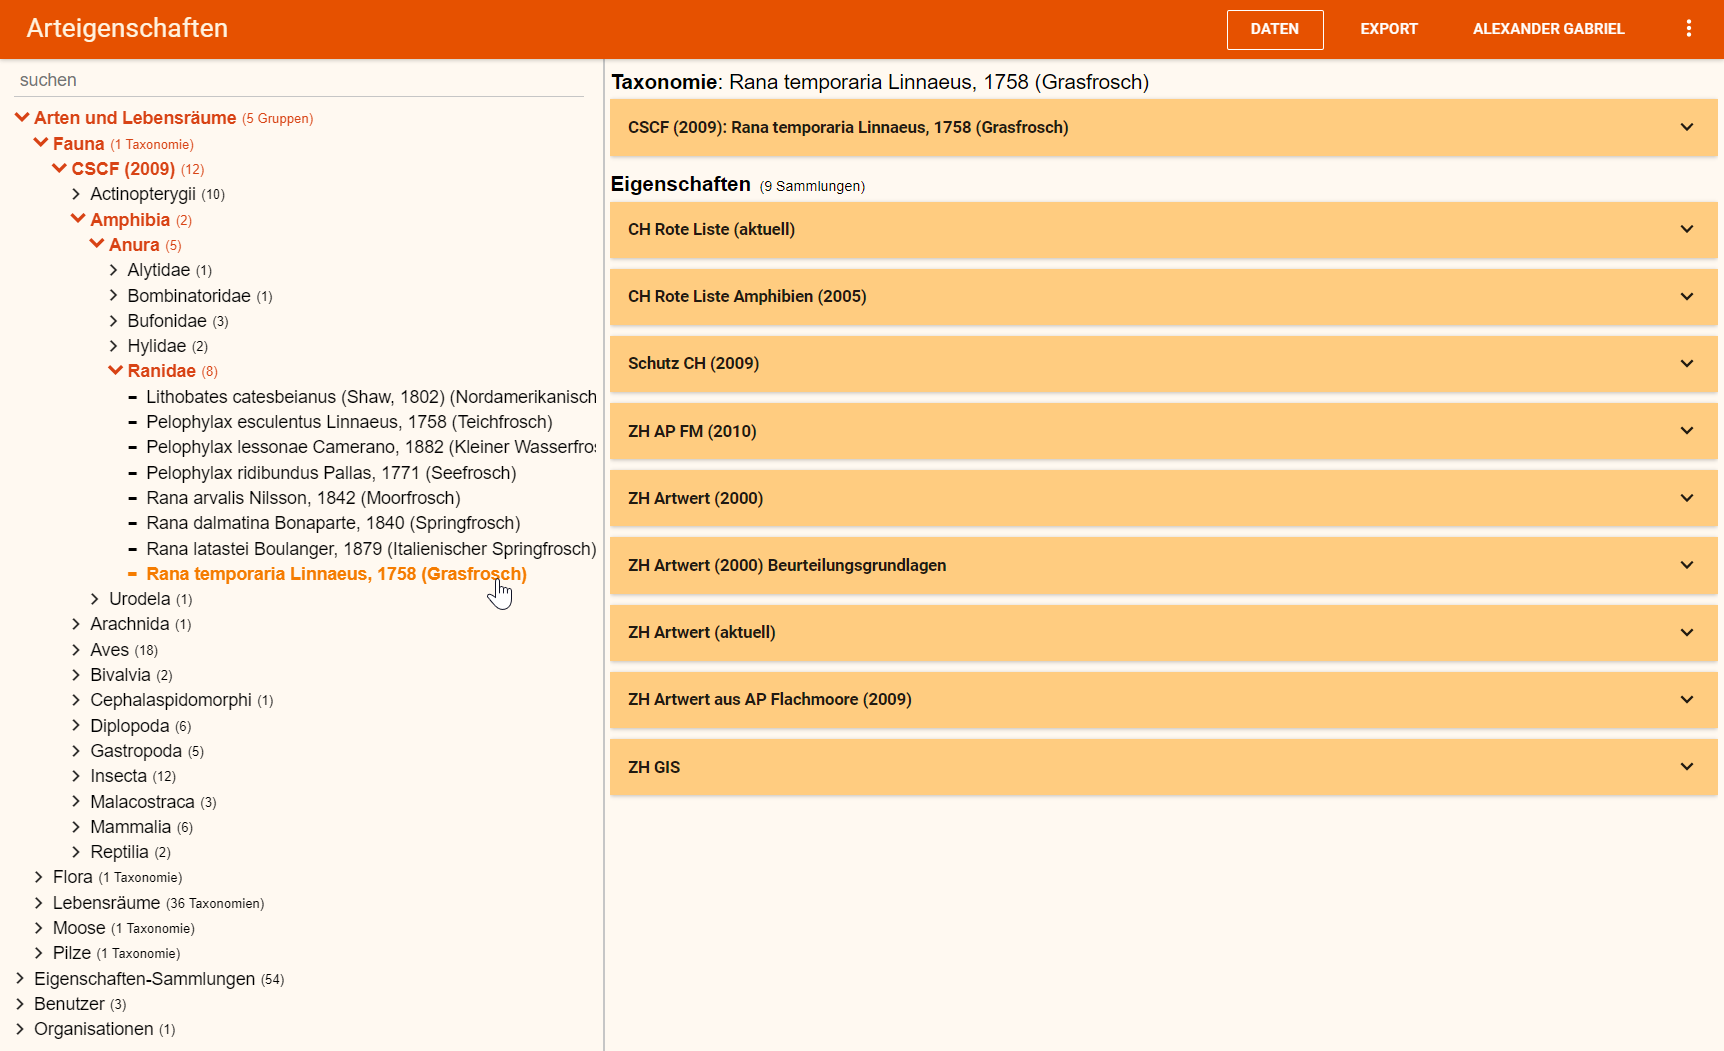 Arteigenschaften
DATEN
EXPORT
ALEXANDER GABRIEL
suchen
Arten und Lebensräume (5 Gruppen)
Fauna (1 Taxonomie)
CSCF (2009) (12)
Actinopterygii (10)
Amphibia (2)
Anura (5)
Alytidae (1)
Bombinatoridae (1)
Bufonidae (3)
Hylidae (2)
Ranidae (8)
Lithobates catesbeianus (Shaw, 1802) (Nordamerikanisch
Pelophylax esculentus Linnaeus, 1758 (Teichfrosch)
Pelophylax lessonae Camerano, 1882 (Kleiner Wasserfros
Pelophylax ridibundus Pallas, 1771 (Seefrosch)
Rana arvalis Nilsson, 1842 (Moorfrosch)
Rana dalmatina Bonaparte, 1840 (Springfrosch)
Rana latastei Boulanger, 1879 (Italienischer Springfrosch)
Rana temporaria Linnaeus, 1758 (Grasfrosch)
Urodela (1)
Arachnida (1)
Aves (18)
Bivalvia (2)
Cephalaspidomorphi (1)
Diplopoda (6)
Gastropoda (5)
Insecta (12)
Malacostraca (3)
Mammalia (6)
Reptilia (2)
Flora (1 Taxonomie)
Lebensräume (36 Taxonomien)
Moose (1 Taxonomie)
Pilze (1 Taxonomie)
Eigenschaften-Sammlungen (54)
Benutzer (3)
Organisationen (1)
Taxonomie: Rana temporaria Linnaeus, 1758 (Grasfrosch)
CSCF (2009): Rana temporaria Linnaeus, 1758 (Grasfrosch)
Eigenschaften (9 Sammlungen)
CH Rote Liste (aktuell)
CH Rote Liste Amphibien (2005)
Schutz CH (2009)
ZH AP FM (2010)
ZH Artwert (2000)
ZH Artwert (2000) Beurteilungsgrundlagen
ZH Artwert (aktuell)
ZH Artwert aus AP Flachmoore (2009)
ZH GIS